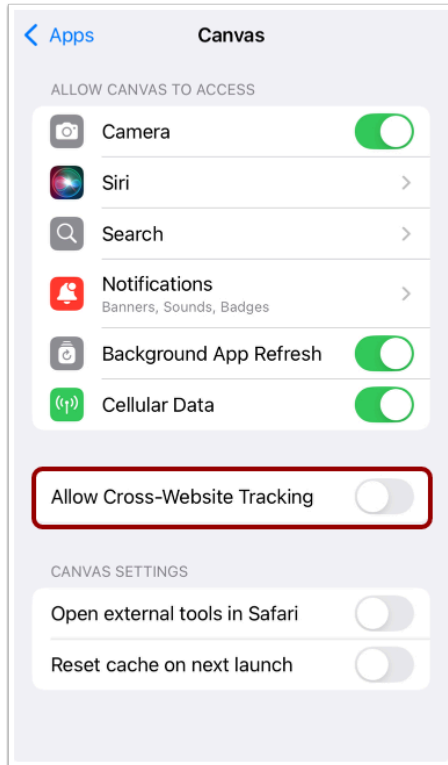 Apps
Canvas
ALLOW CANVAS TO ACCESS
Camera
Siri
Search
Notifications
Banners, Sounds, Badges
Background App Refresh
Cellular Data
Allow Cross-Website Tracking
CANVAS SETTINGS
Open external tools in Safari
Reset cache on next launch